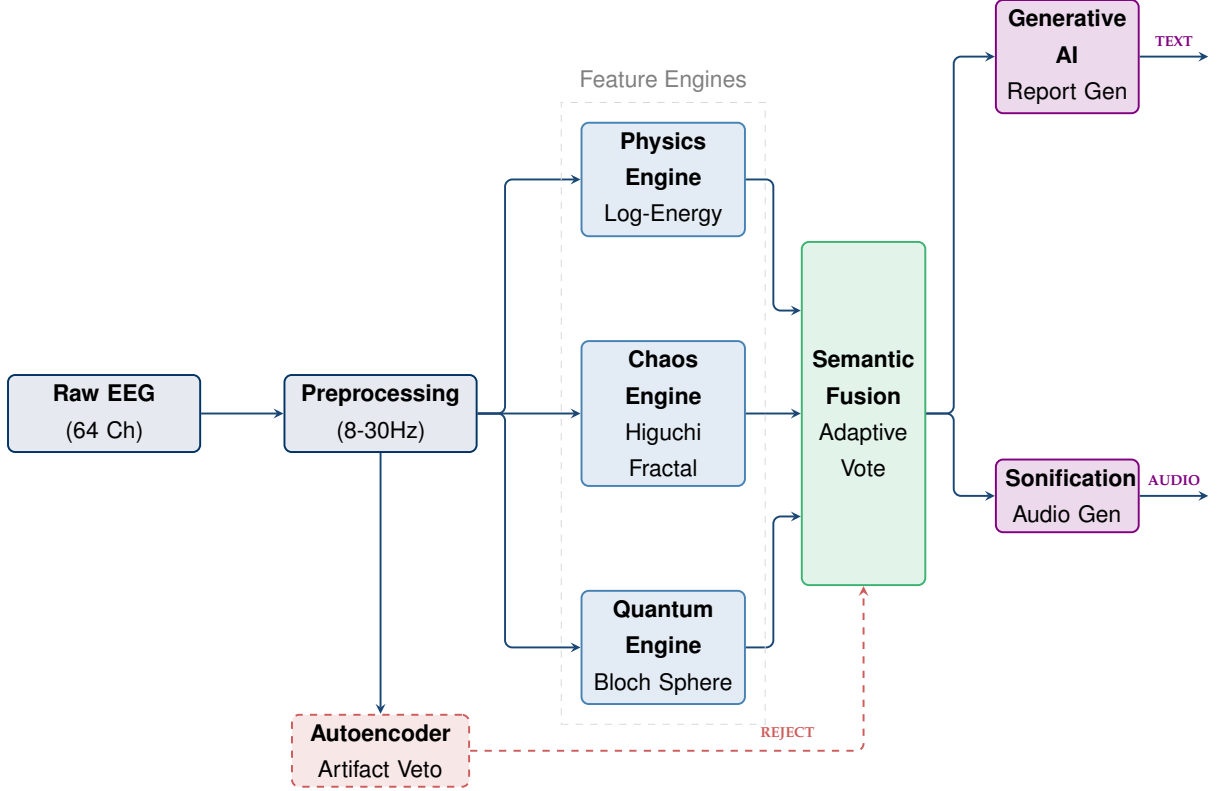 Generative
AI
Report Gen
TEXT
Feature Engines
Physics
Engine
Log-Energy
Raw EEG
(64 Ch)
Preprocessing
(8-30Hz)
Chaos
Engine
Higuchi
Fractal
Semantic
Fusion
Adaptive
Vote
Sonification
Audio Gen
AUDIO
Quantum
Engine
Bloch Sphere
Autoencoder
Artifact Veto
REJECT